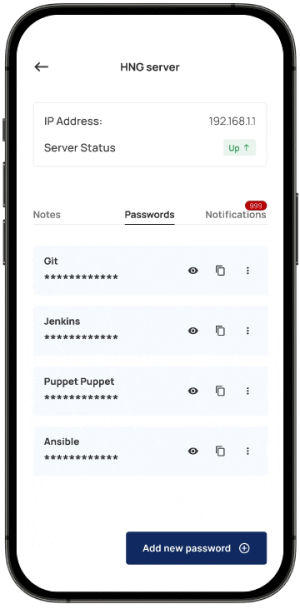 HNG server
IP Address: 192.168.1.1
Server Status Up ↑
999
Notes Passwords Notifications
Git
************
Jenkins
************
Puppet Puppet
************
Ansible
************
Add new password